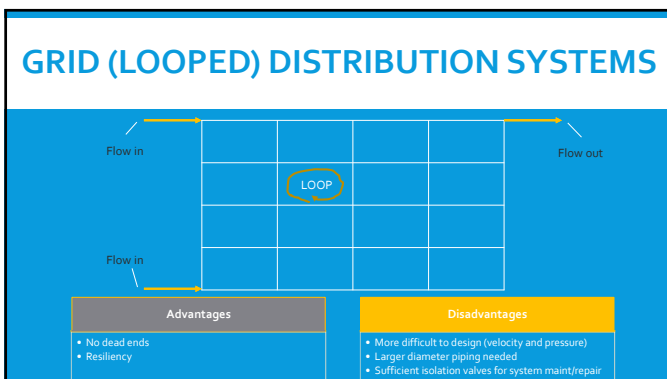 GRID (LOOPED) DISTRIBUTION SYSTEMS
Flow in
Flow out
LOOP
Flow in
Advantages
• No dead ends
• Resiliency
Disadvantages
• More difficult to design (velocity and pressure)
• Larger diameter piping needed
• Sufficient isolation valves for system maint/repair